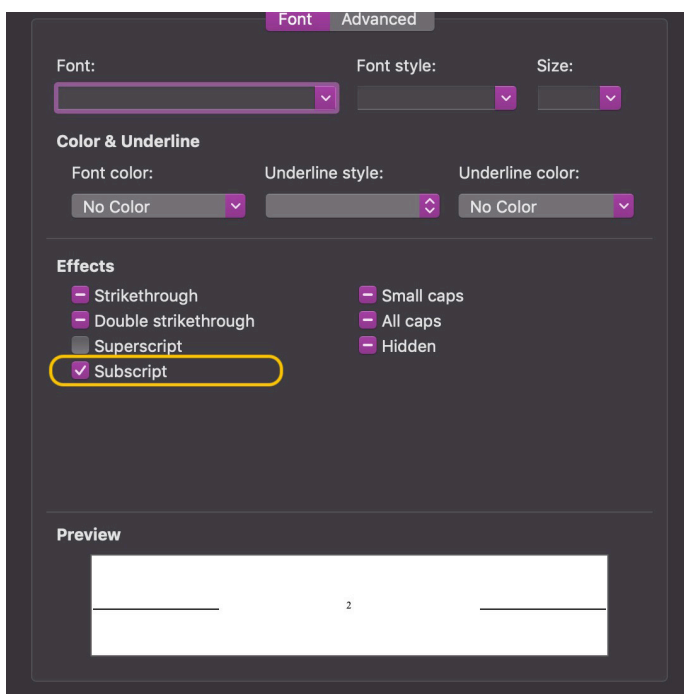 Font Advanced
Font: Font style: Size:
Color & Underline
Font color: Underline style: Underline color:
No Color No Color
Effects
Strikethrough Small caps
Double strikethrough All caps
Superscript Hidden
Subscript
Preview
2